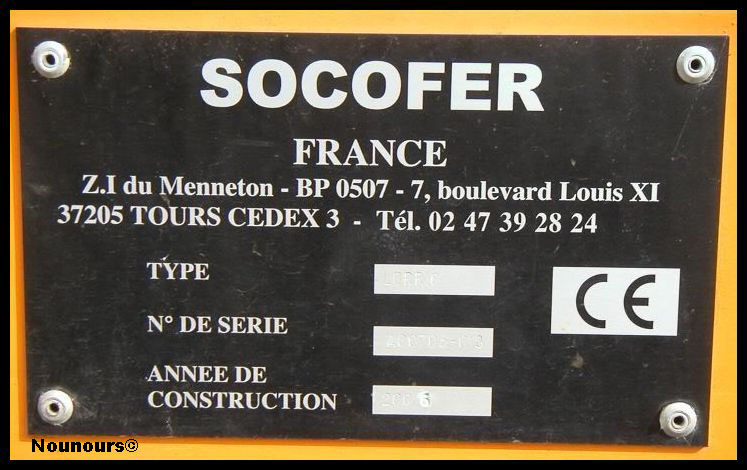 SOCOFER
FRANCE
Z.I du Menneton - BP 0507 - 7, boulevard Louis XI
37205 TOURS CEDEX 3 - Tél. 02 47 39 28 24
TYPE
N° DE SERIE
CE
ANNEE DE
CONSTRUCTION 2006
Nounours©